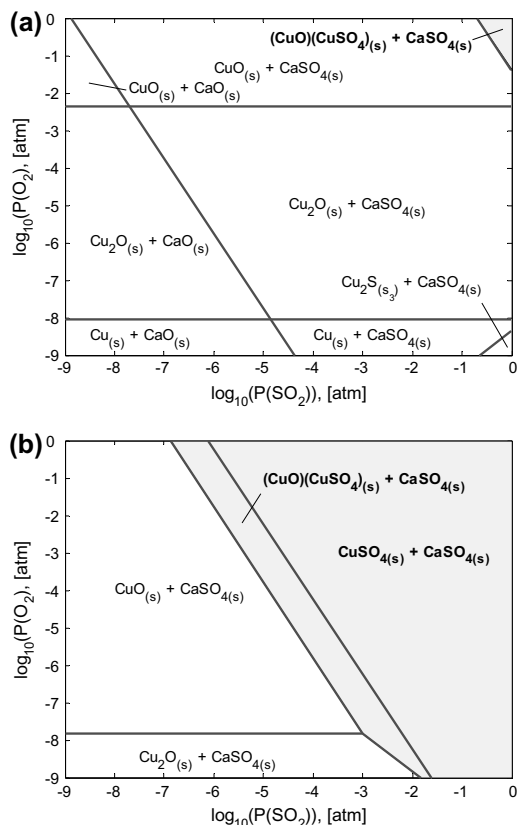 (a)
(CuO)(CuSO₄)₍ₛ₎ + CaSO₄₍ₛ₎
CuO₍ₛ₎ + CaSO₄₍ₛ₎
CuO₍ₛ₎ + CaO₍ₛ₎
Cu₂O₍ₛ₎ + CaSO₄₍ₛ₎
Cu₂O₍ₛ₎ + CaO₍ₛ₎
Cu₂S₍ₛ₃₎ + CaSO₄₍ₛ₎
Cu₍ₛ₎ + CaO₍ₛ₎
Cu₍ₛ₎ + CaSO₄₍ₛ₎
0
-1
-2
-3
-4
-5
-6
-7
-8
-9
log₁₀(P(O₂), [atm]
-9 -8 -7 -6 -5 -4 -3 -2 -1 0
log₁₀(P(SO₂)), [atm]
(b)
(CuO)(CuSO₄)₍ₛ₎ + CaSO₄₍ₛ₎
CuSO₄₍ₛ₎ + CaSO₄₍ₛ₎
CuO₍ₛ₎ + CaSO₄₍ₛ₎
Cu₂O₍ₛ₎ + CaSO₄₍ₛ₎
0
-1
-2
-3
-4
-5
-6
-7
-8
-9
log₁₀(P(O₂), [atm]
-9 -8 -7 -6 -5 -4 -3 -2 -1 0
log₁₀(P(SO₂)), [atm]